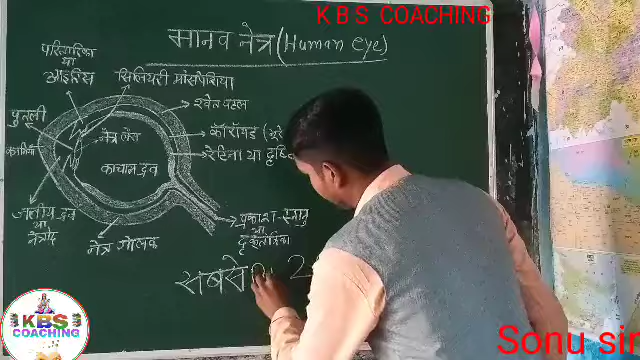 K B S COACHING
मानव नेत्र (Human eye)
परितारिका
या
आइरिस
सिलियरी मांसपेशियां
श्वेत पटल
पुतली
नेत्र लेंस
कॉरॉयड
रेटिना या
काचाभ द्रव
जलीय द्रव
या
नेत्रोद
नेत्र गोलक
प्रकाश-स्नायु
या
सबसे
KBS
COACHING
Sonu sir